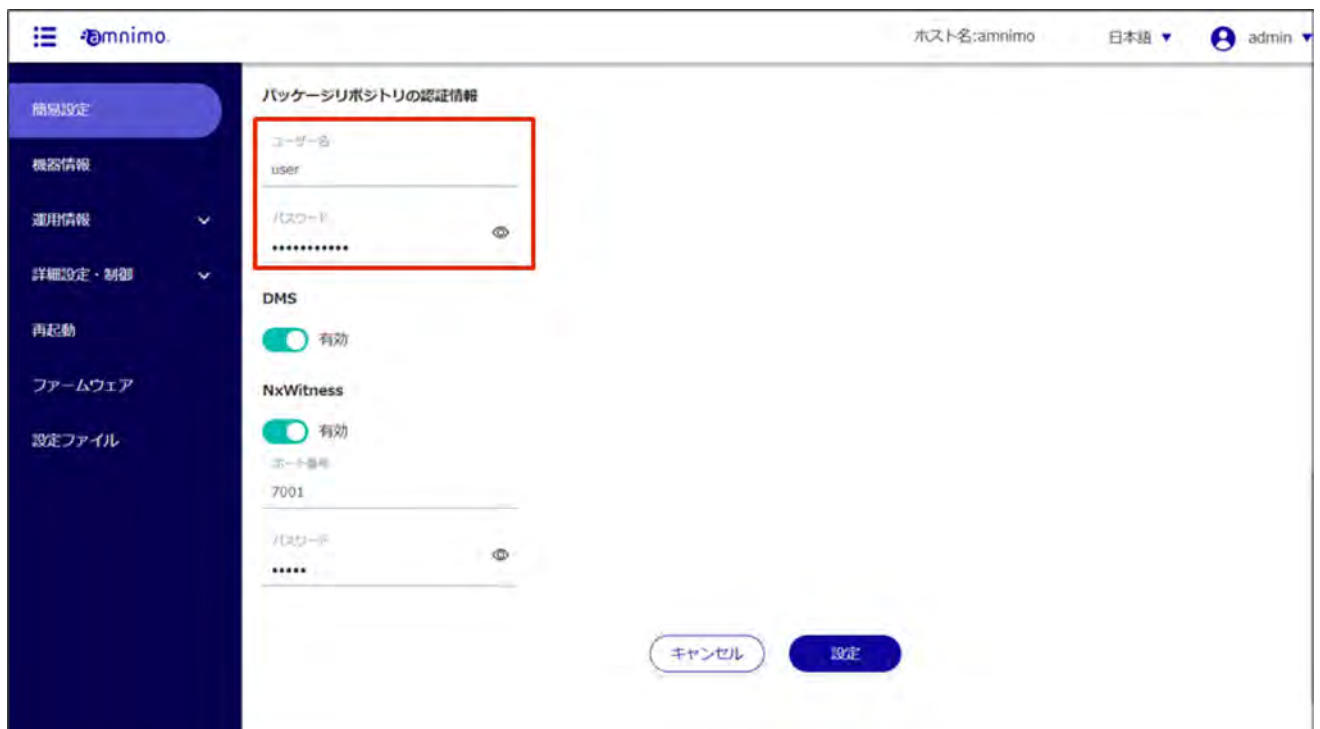 amnimo
ホスト名:amnimo
日本語
admin
簡易設定
機器情報
運用情報
詳細設定・制御
再起動
ファームウェア
設定ファイル
パッケージリポジトリの認証情報
ユーザー名
user
パスワード
•••••••••••
DMS
有効
NxWitness
有効
ポート番号
7001
パスワード
•••••
キャンセル
設定